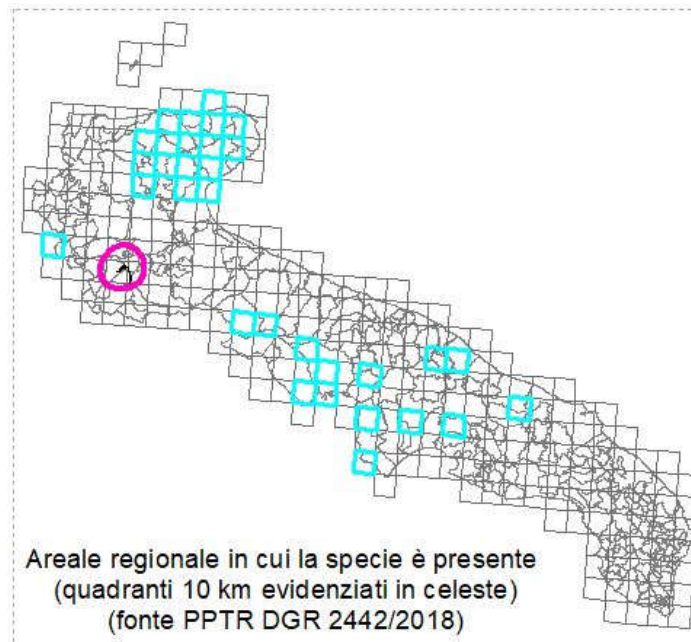 Areale regionale in cui la specie è presente
(quadranti 10 km evidenziati in celeste)
(fonte PPTR DGR 2442/2018)